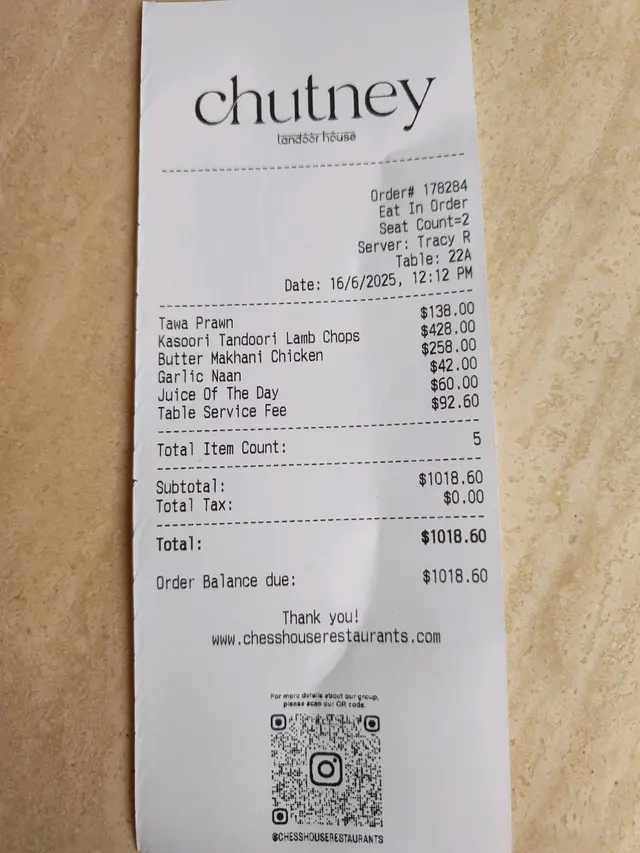 chutney
tandoor house
Order# 178284
Eat In Order
Seat Count=2
Server: Tracy R
Table: 22A
Date: 16/6/2025, 12:12 PM
Tawa Prawn $138.00
Kasoori Tandoori Lamb Chops $428.00
Butter Makhani Chicken $258.00
Garlic Naan $42.00
Juice Of The Day $60.00
Table Service Fee $92.60
Total Item Count: 5
Subtotal: $1018.60
Total Tax: $0.00
Total: $1018.60
Order Balance due: $1018.60
Thank you!
www.chesshouserestaurants.com
For more details about our group,
please scan our QR code.
@CHESSHOUSERESTAURANTS